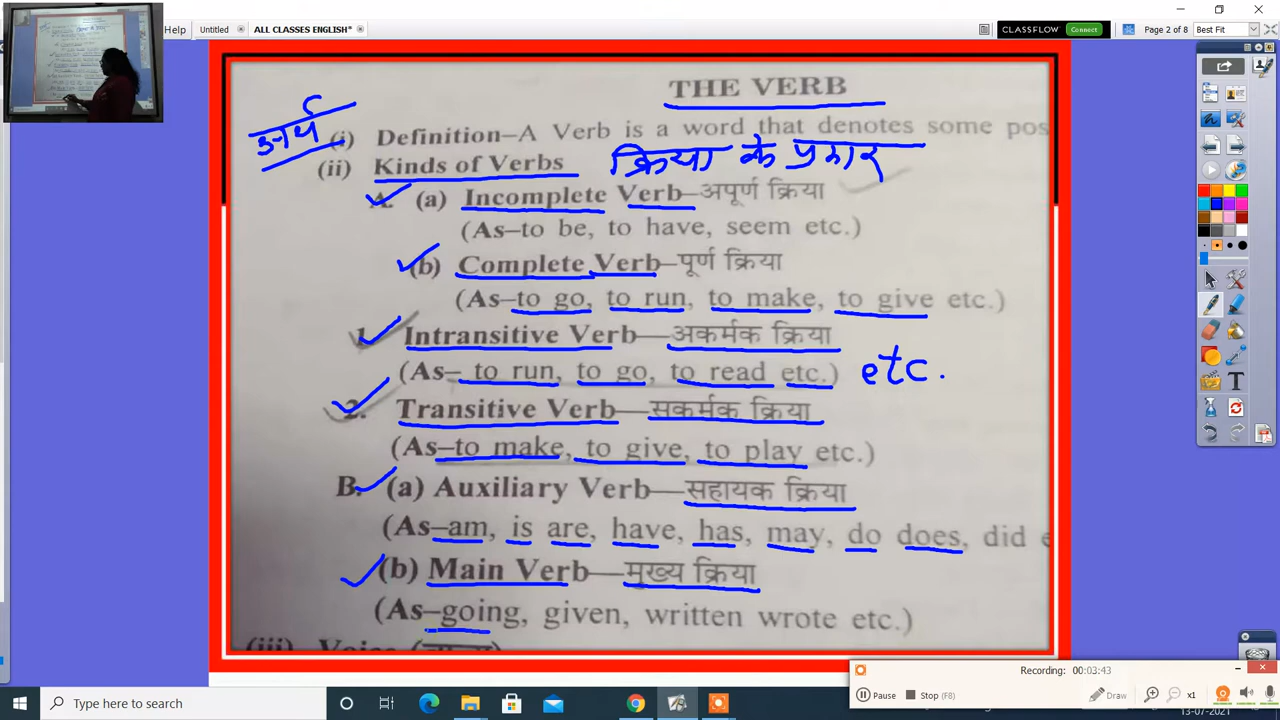 Help
Untitled
ALL CLASSES ENGLISH*
CLASSFLOW
Connect
Page 2 of 8
Best Fit
THE VERB
अर्थ (i) Definition–A Verb is a word that denotes some pos
(ii) Kinds of Verbs क्रिया के प्रकार
A. (a) Incomplete Verb–अपूर्ण क्रिया
(As–to be, to have, seem etc.)
(b) Complete Verb–पूर्ण क्रिया
(As–to go, to run, to make, to give etc.)
1. Intransitive Verb—अकर्मक क्रिया
(As– to run, to go, to read etc.) etc.
2. Transitive Verb—सकर्मक क्रिया
(As–to make, to give, to play etc.)
B. (a) Auxiliary Verb—सहायक क्रिया
(As–am, is are, have, has, may, do does, did e
(b) Main Verb—मुख्य क्रिया
(As–going, given, written wrote etc.)
(iii) Voice (वाच्य)
Recording: 00:03:43
Pause
Stop (F8)
Draw
x1
Type here to search
13-07-2021